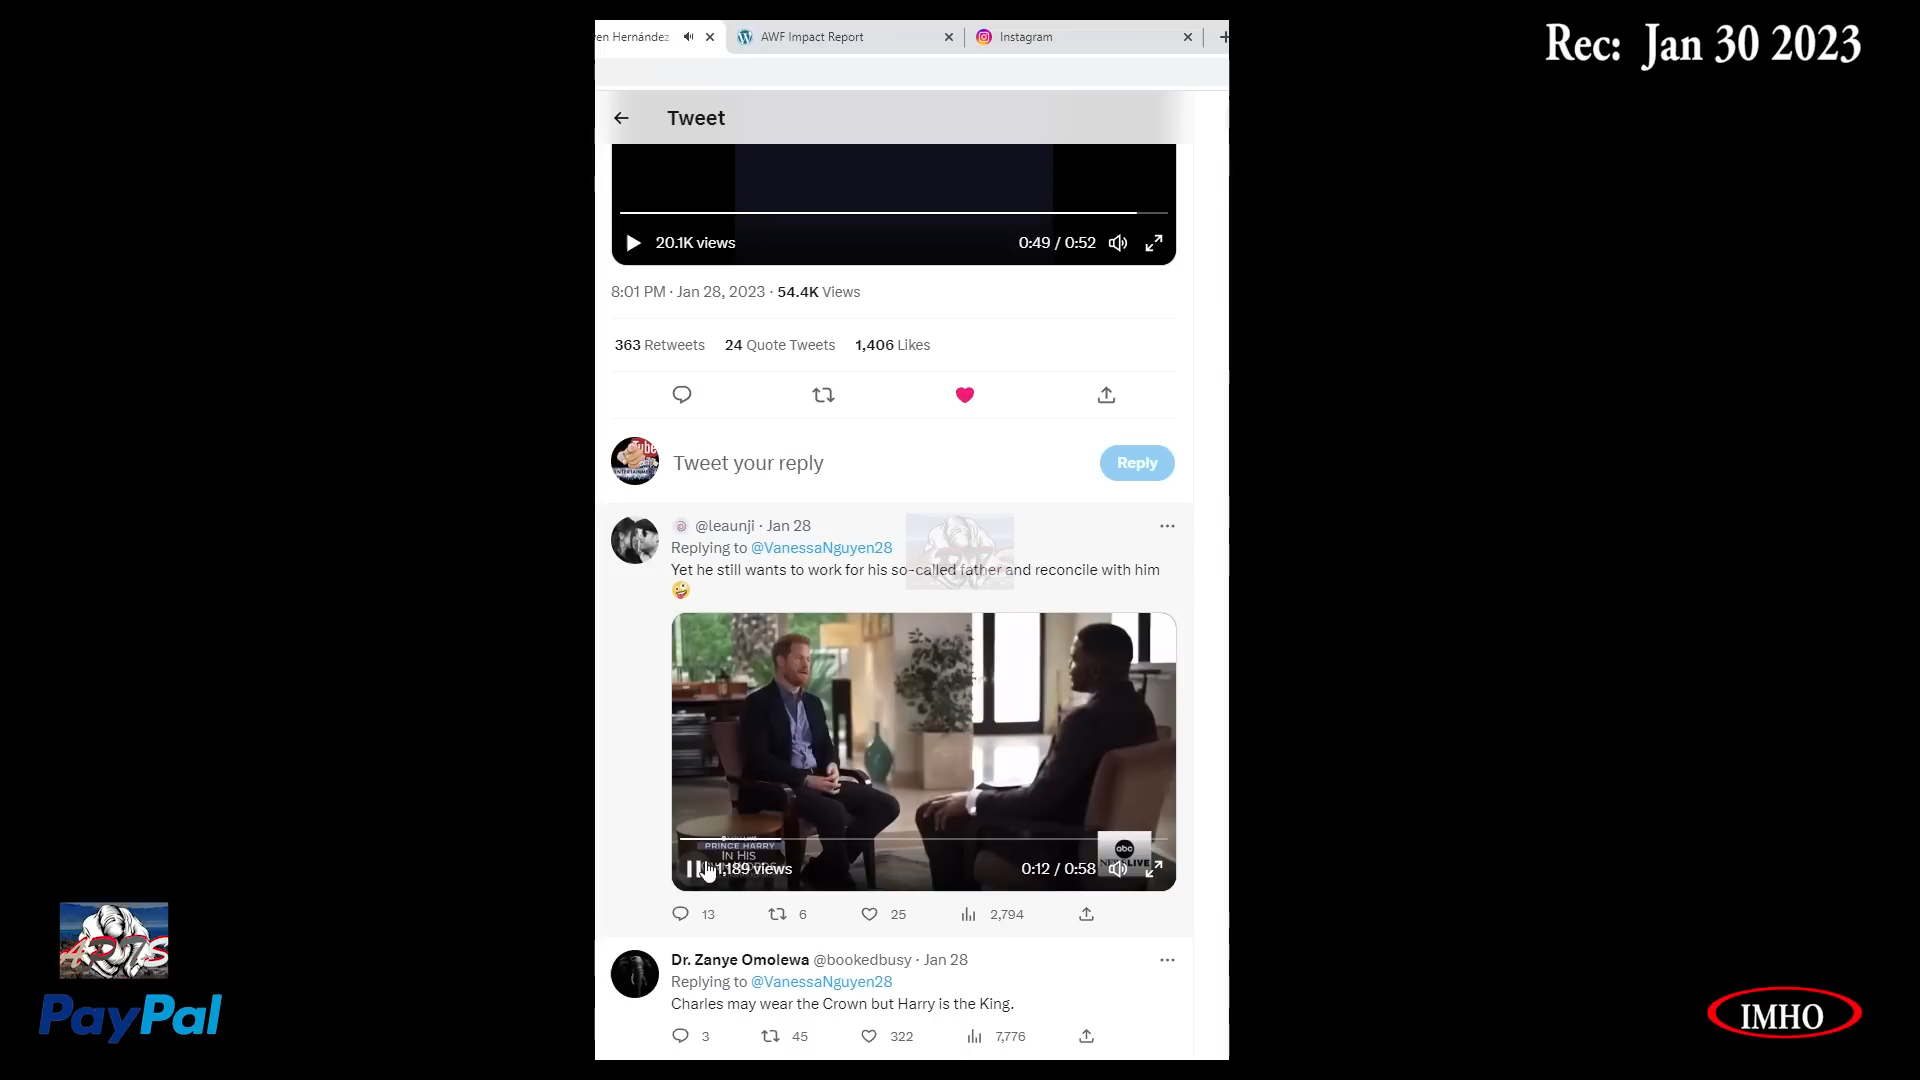 Rec: Jan 30 2023
en Hernández
AWF Impact Report
Instagram
Tweet
20.1K views
0:49 / 0:52
8:01 PM · Jan 28, 2023 · 54.4K Views
363 Retweets 24 Quote Tweets 1,406 Likes
Tweet your reply
Reply
@leaunji · Jan 28
Replying to @VanessaNguyen28
Yet he still wants to work for his so-called father and reconcile with him
PRINCE HARRY
IN HIS
1,189 views
0:12 / 0:58
abc
LIVE
13 6 25 2,794
Dr. Zanye Omolewa @bookedbusy · Jan 28
Replying to @VanessaNguyen28
Charles may wear the Crown but Harry is the King.
3 45 322 7,776
PayPal
IMHO